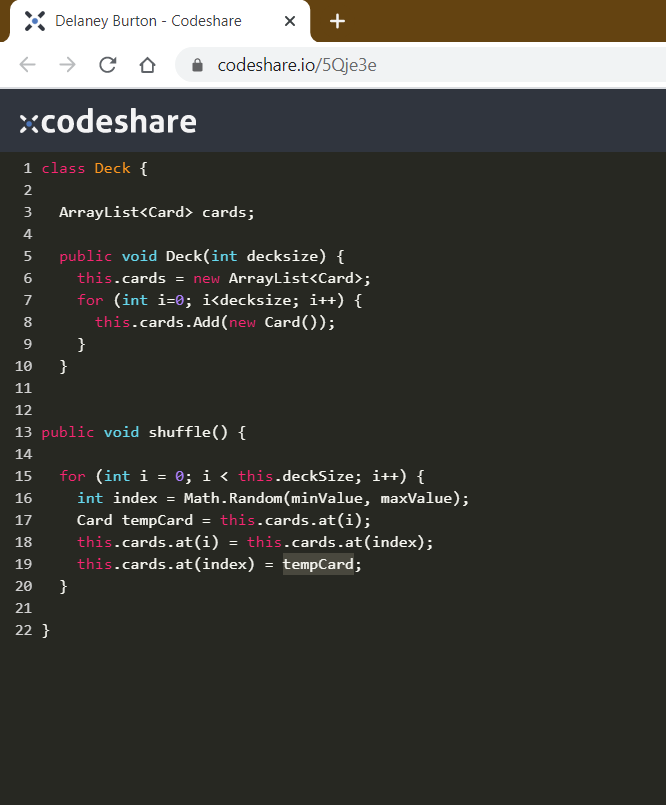 Delaney Burton - Codeshare
codeshare.io/5Qje3e
codeshare
1 class Deck {
2
3   ArrayList<Card> cards;
4
5   public void Deck(int decksize) {
6     this.cards = new ArrayList<Card>;
7     for (int i=0; i<decksize; i++) {
8       this.cards.Add(new Card());
9     }
10   }
11
12
13 public void shuffle() {
14
15   for (int i = 0; i < this.deckSize; i++) {
16     int index = Math.Random(minValue, maxValue);
17     Card tempCard = this.cards.at(i);
18     this.cards.at(i) = this.cards.at(index);
19     this.cards.at(index) = tempCard;
20   }
21
22 }